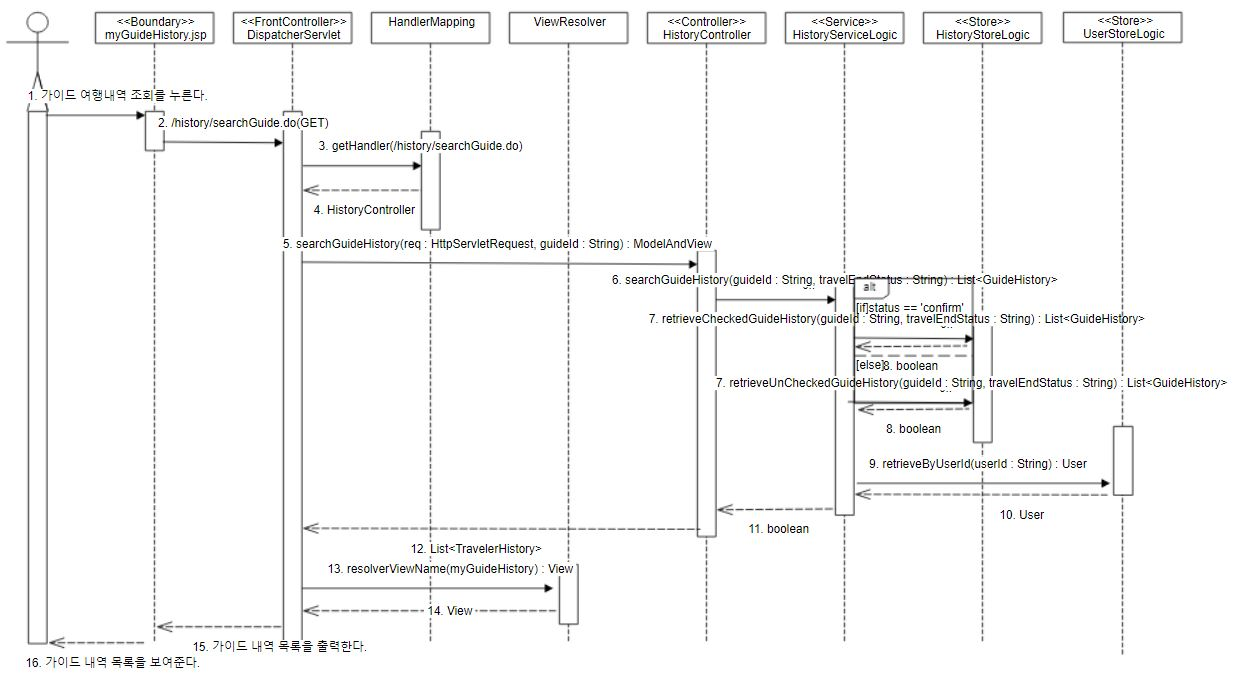 <<Boundary>>
myGuideHistory.jsp
<<FrontController>>
DispatcherServlet
HandlerMapping
ViewResolver
<<Controller>>
HistoryController
<<Service>>
HistoryServiceLogic
<<Store>>
HistoryStoreLogic
<<Store>>
UserStoreLogic
1. 가이드 여행내역 조회을 누른다.
2. /history/searchGuide.do(GET)
3. getHandler(/history/searchGuide.do)
4. HistoryController
5. searchGuideHistory(req : HttpServletRequest, guideId : String) : ModelAndView
6. searchGuideHistory(guideId : String, travelEndStatus : String) : List<GuideHistory>
alt
[if]status == 'confirm'
7. retrieveCheckedGuideHistory(guideId : String, travelEndStatus : String) : List<GuideHistory>
[else]
8. boolean
7. retrieveUnCheckedGuideHistory(guideId : String, travelEndStatus : String) : List<GuideHistory>
8. boolean
9. retrieveByUserId(userId : String) : User
10. User
11. boolean
12. List<TravelerHistory>
13. resolverViewName(myGuideHistory) : View
14. View
15. 가이드 내역 목록을 출력한다.
16. 가이드 내역 목록을 보여준다.